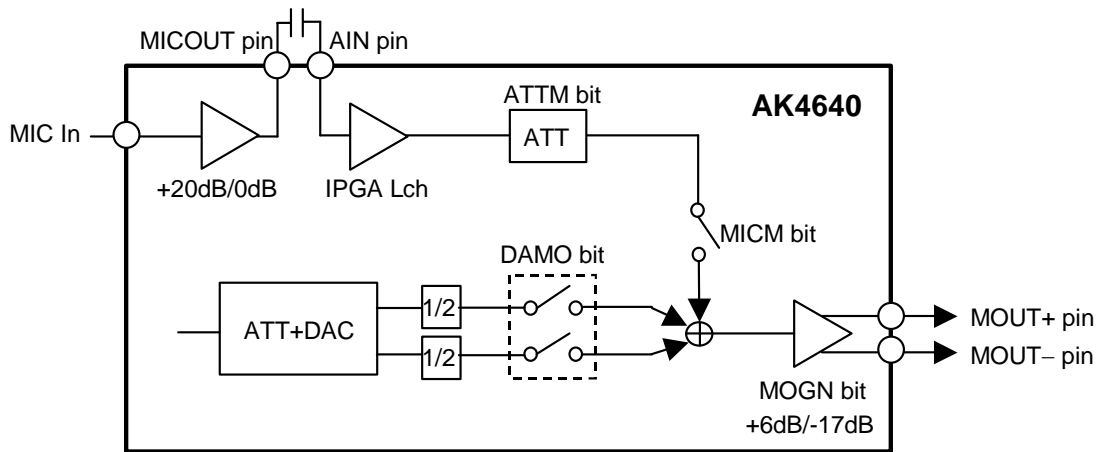 MICOUT pin
AIN pin
ATTM bit
AK4640
MIC In
ATT
+20dB/0dB
IPGA Lch
MICM bit
DAMO bit
1/2
ATT+DAC
1/2
MOUT+ pin
MOUT− pin
MOGN bit
+6dB/-17dB